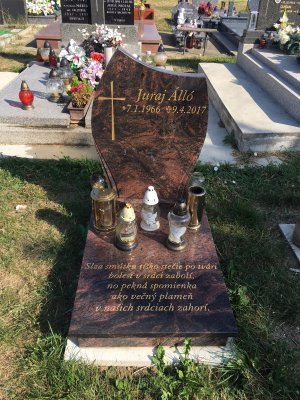 Juraj Alló
*7.1.1966 9.4.2017
Slza smútku ticho stečie po tvári
bolesť v srdci zabolí,
no pekná spomienka
ako večný plameň
v našich srdciach zahorí.